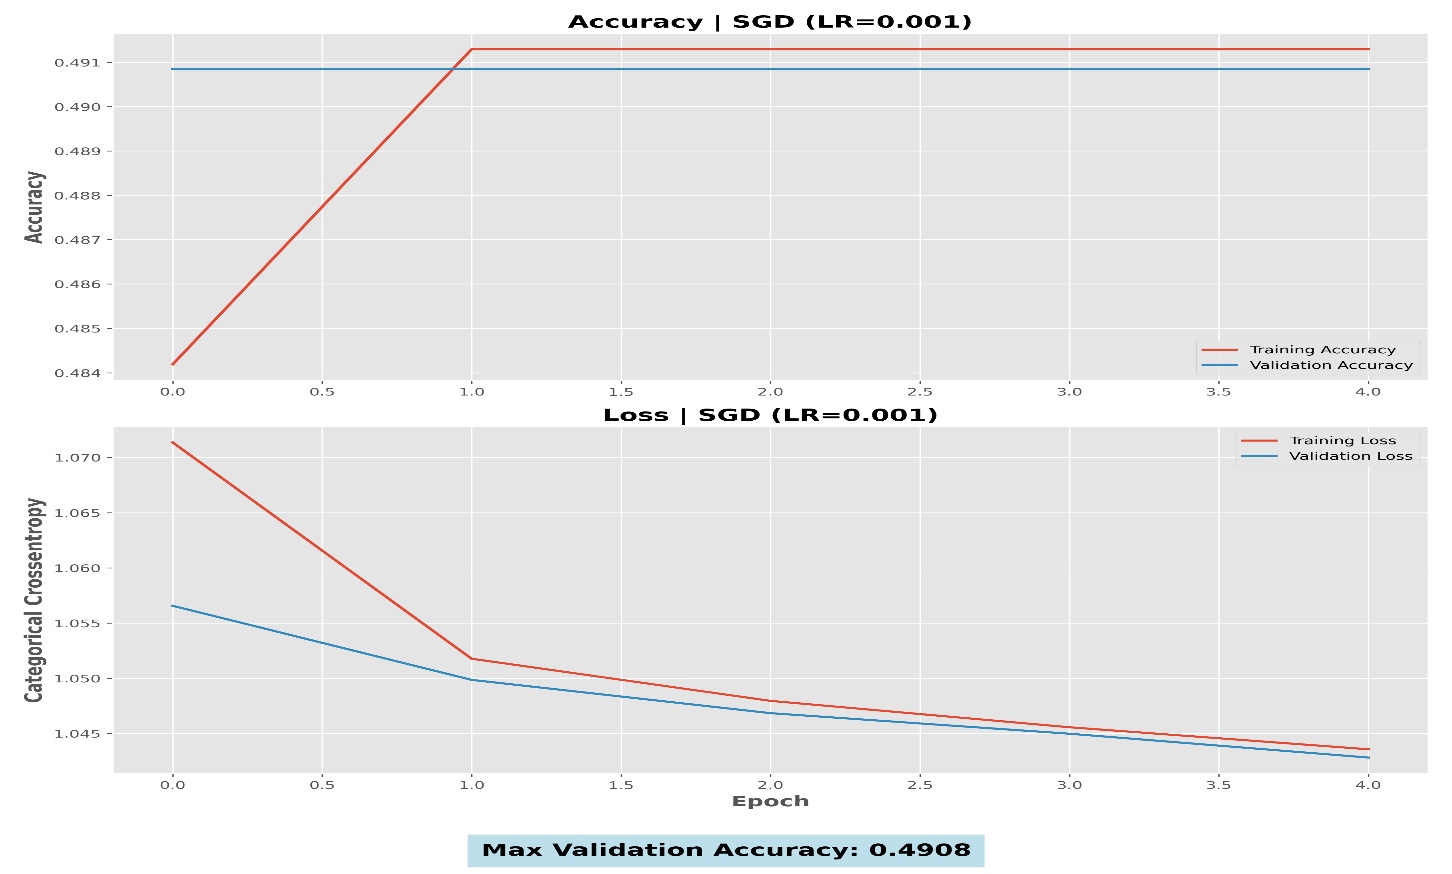 Accuracy | SGD (LR=0.001)
Accuracy
0.491
0.490
0.489
0.488
0.487
0.486
0.485
0.484
Training Accuracy
Validation Accuracy
0.0 0.5 1.0 1.5 2.0 2.5 3.0 3.5 4.0
Loss | SGD (LR=0.001)
Categorical Crossentropy
1.070
1.065
1.060
1.055
1.050
1.045
Training Loss
Validation Loss
0.0 0.5 1.0 1.5 2.0 2.5 3.0 3.5 4.0
Epoch
Max Validation Accuracy: 0.4908